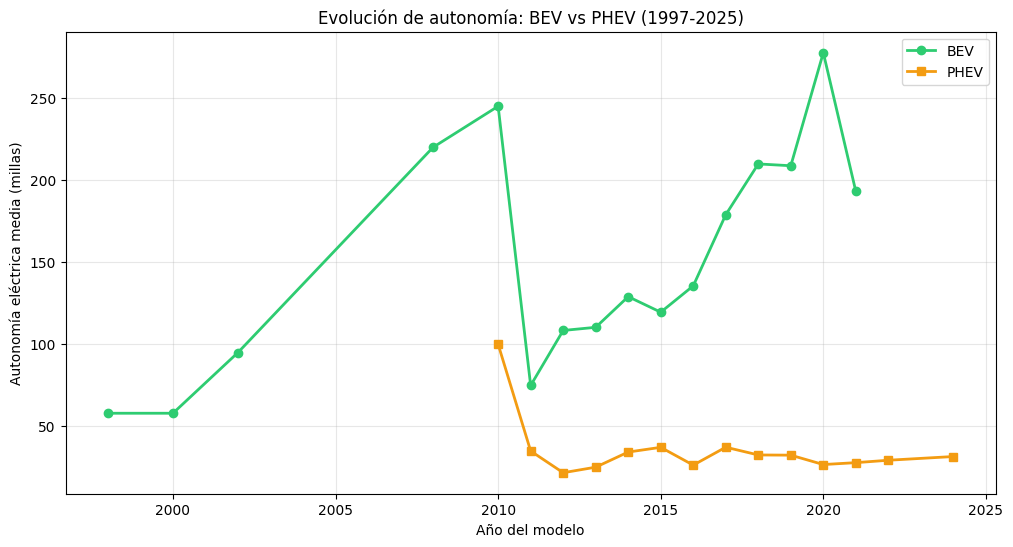 Evolución de autonomía: BEV vs PHEV (1997-2025)
BEV
PHEV
Autonomía eléctrica media (millas)
250
200
150
100
50
2000
2005
2010
2015
2020
2025
Año del modelo